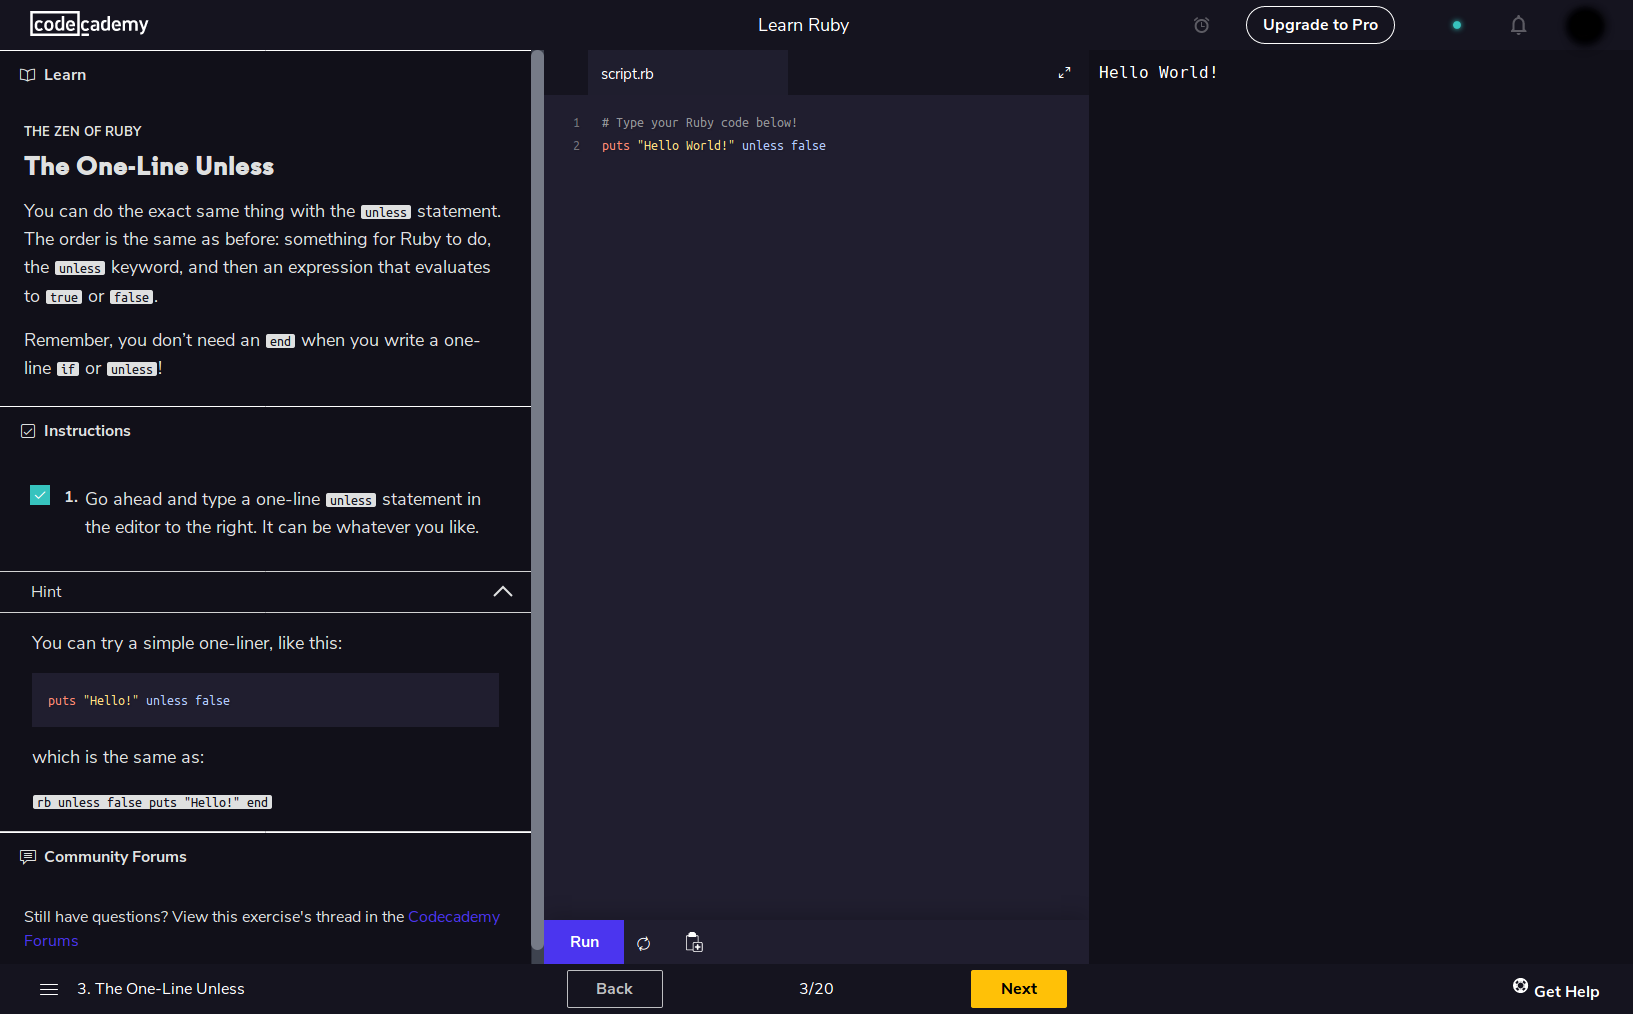 codecademy
Learn Ruby
Upgrade to Pro
Learn
THE ZEN OF RUBY
The One-Line Unless
You can do the exact same thing with the unless statement.
The order is the same as before: something for Ruby to do,
the unless keyword, and then an expression that evaluates
to true or false.
Remember, you don’t need an end when you write a one-
line if or unless!
Instructions
1. Go ahead and type a one-line unless statement in
the editor to the right. It can be whatever you like.
Hint
You can try a simple one-liner, like this:
puts "Hello!" unless false
which is the same as:
rb unless false puts "Hello!" end
Community Forums
Still have questions? View this exercise's thread in the Codecademy
Forums
script.rb
1 # Type your Ruby code below!
2 puts "Hello World!" unless false
Run
Hello World!
3. The One-Line Unless
Back
3/20
Next
Get Help